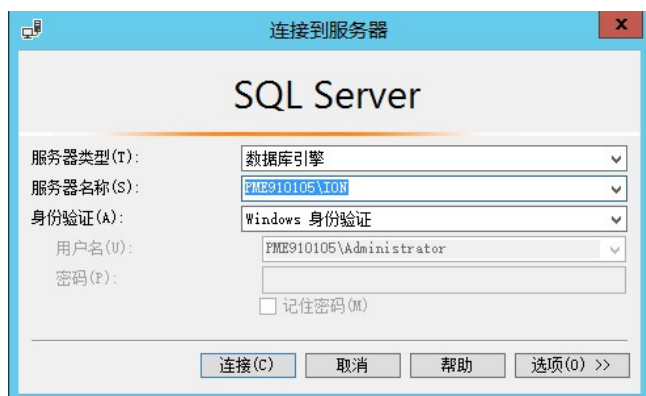 连接到服务器
x
SQL Server
服务器类型(T): 数据库引擎
服务器名称(S): PME910105\ION
身份验证(A): Windows 身份验证
用户名(U): PME910105\Administrator
密码(P):
记住密码(M)
连接(C) 取消 帮助 选项(O) >>